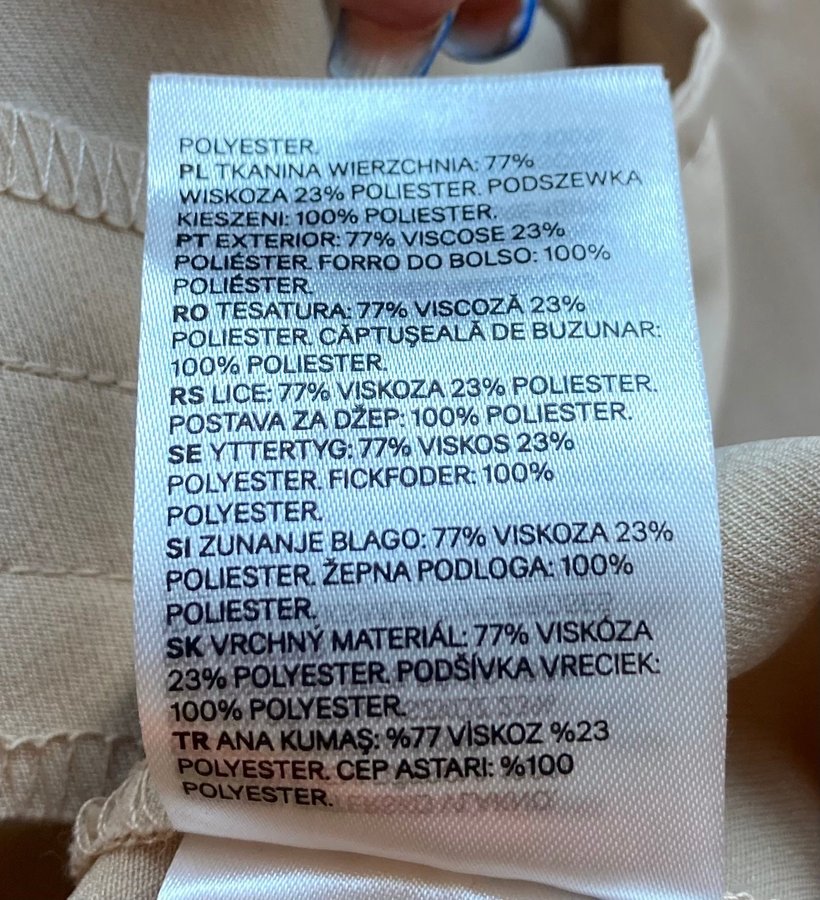 POLYESTER.
PL TKANINA WIERZCHNIA: 77%
WISKOZA 23% POLIESTER. PODSZEWKA
KIESZENI: 100% POLIESTER.
PT EXTERIOR: 77% VISCOSE 23%
POLIÉSTER. FORRO DO BOLSO: 100%
POLIÉSTER.
RO TESATURA: 77% VISCOZĂ 23%
POLIESTER. CĂPTUŞEALĂ DE BUZUNAR:
100% POLIESTER.
RS LICE: 77% VISKOZA 23% POLIESTER.
POSTAVA ZA DŽEP: 100% POLIESTER.
SE YTTERTYG: 77% VISKOS 23%
POLYESTER. FICKFODER: 100%
POLYESTER.
SI ZUNANJE BLAGO: 77% VISKOZA 23%
POLIESTER. ŽEPNA PODLOGA: 100%
POLIESTER.
SK VRCHNÝ MATERIÁL: 77% VISKÓZA
23% POLYESTER. PODŠÍVKA VRECIEK:
100% POLYESTER.
TR ANA KUMAŞ: %77 VİSKOZ %23
POLYESTER. CEP ASTARI: %100
POLYESTER.